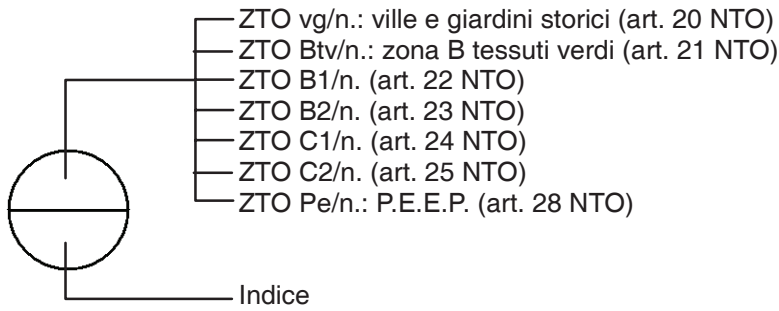 ZTO vg/n.: ville e giardini storici (art. 20 NTO)
ZTO Btv/n.: zona B tessuti verdi (art. 21 NTO)
ZTO B1/n. (art. 22 NTO)
ZTO B2/n. (art. 23 NTO)
ZTO C1/n. (art. 24 NTO)
ZTO C2/n. (art. 25 NTO)
ZTO Pe/n.: P.E.E.P. (art. 28 NTO)
Indice